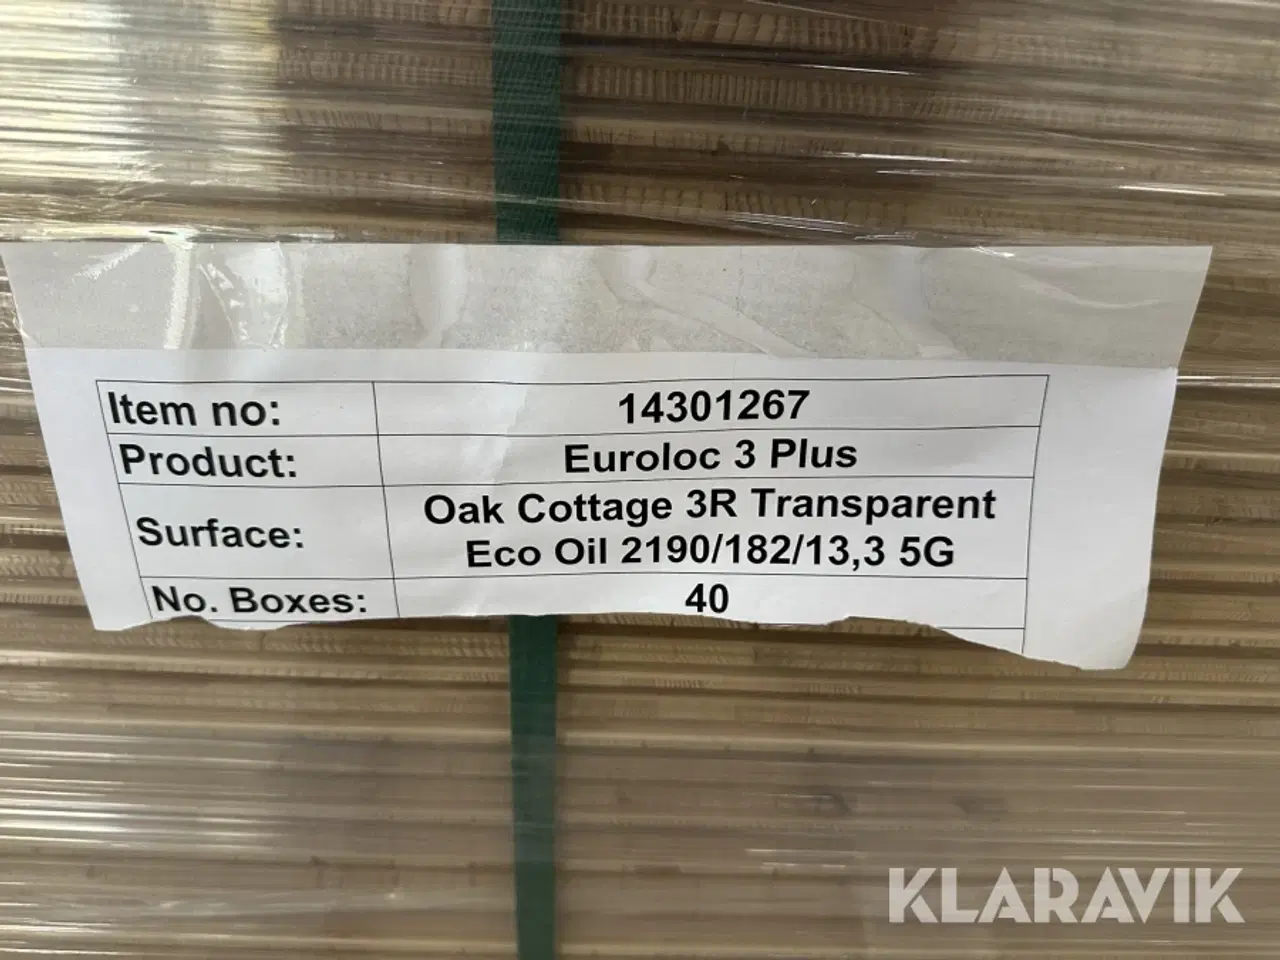 Item no: 14301267
Product: Euroloc 3 Plus
Surface: Oak Cottage 3R Transparent
Eco Oil 2190/182/13,3 5G
No. Boxes: 40
KLARAVIK